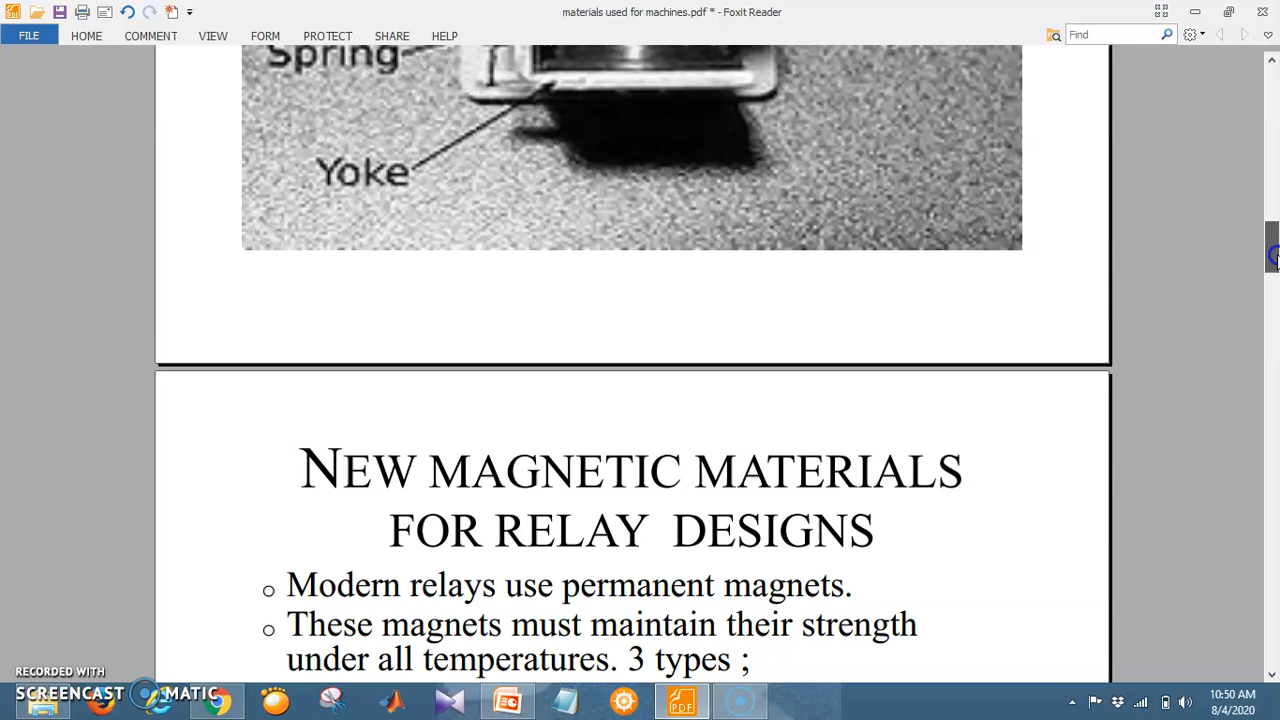 materials used for machines.pdf * - Foxit Reader
FILE HOME COMMENT VIEW FORM PROTECT SHARE HELP
Find
Spring
Yoke
NEW MAGNETIC MATERIALS
FOR RELAY DESIGNS
Modern relays use permanent magnets.
These magnets must maintain their strength
under all temperatures. 3 types ;
RECORDED WITH
SCREENCAST MATIC
PDF
10:50 AM
8/4/2020